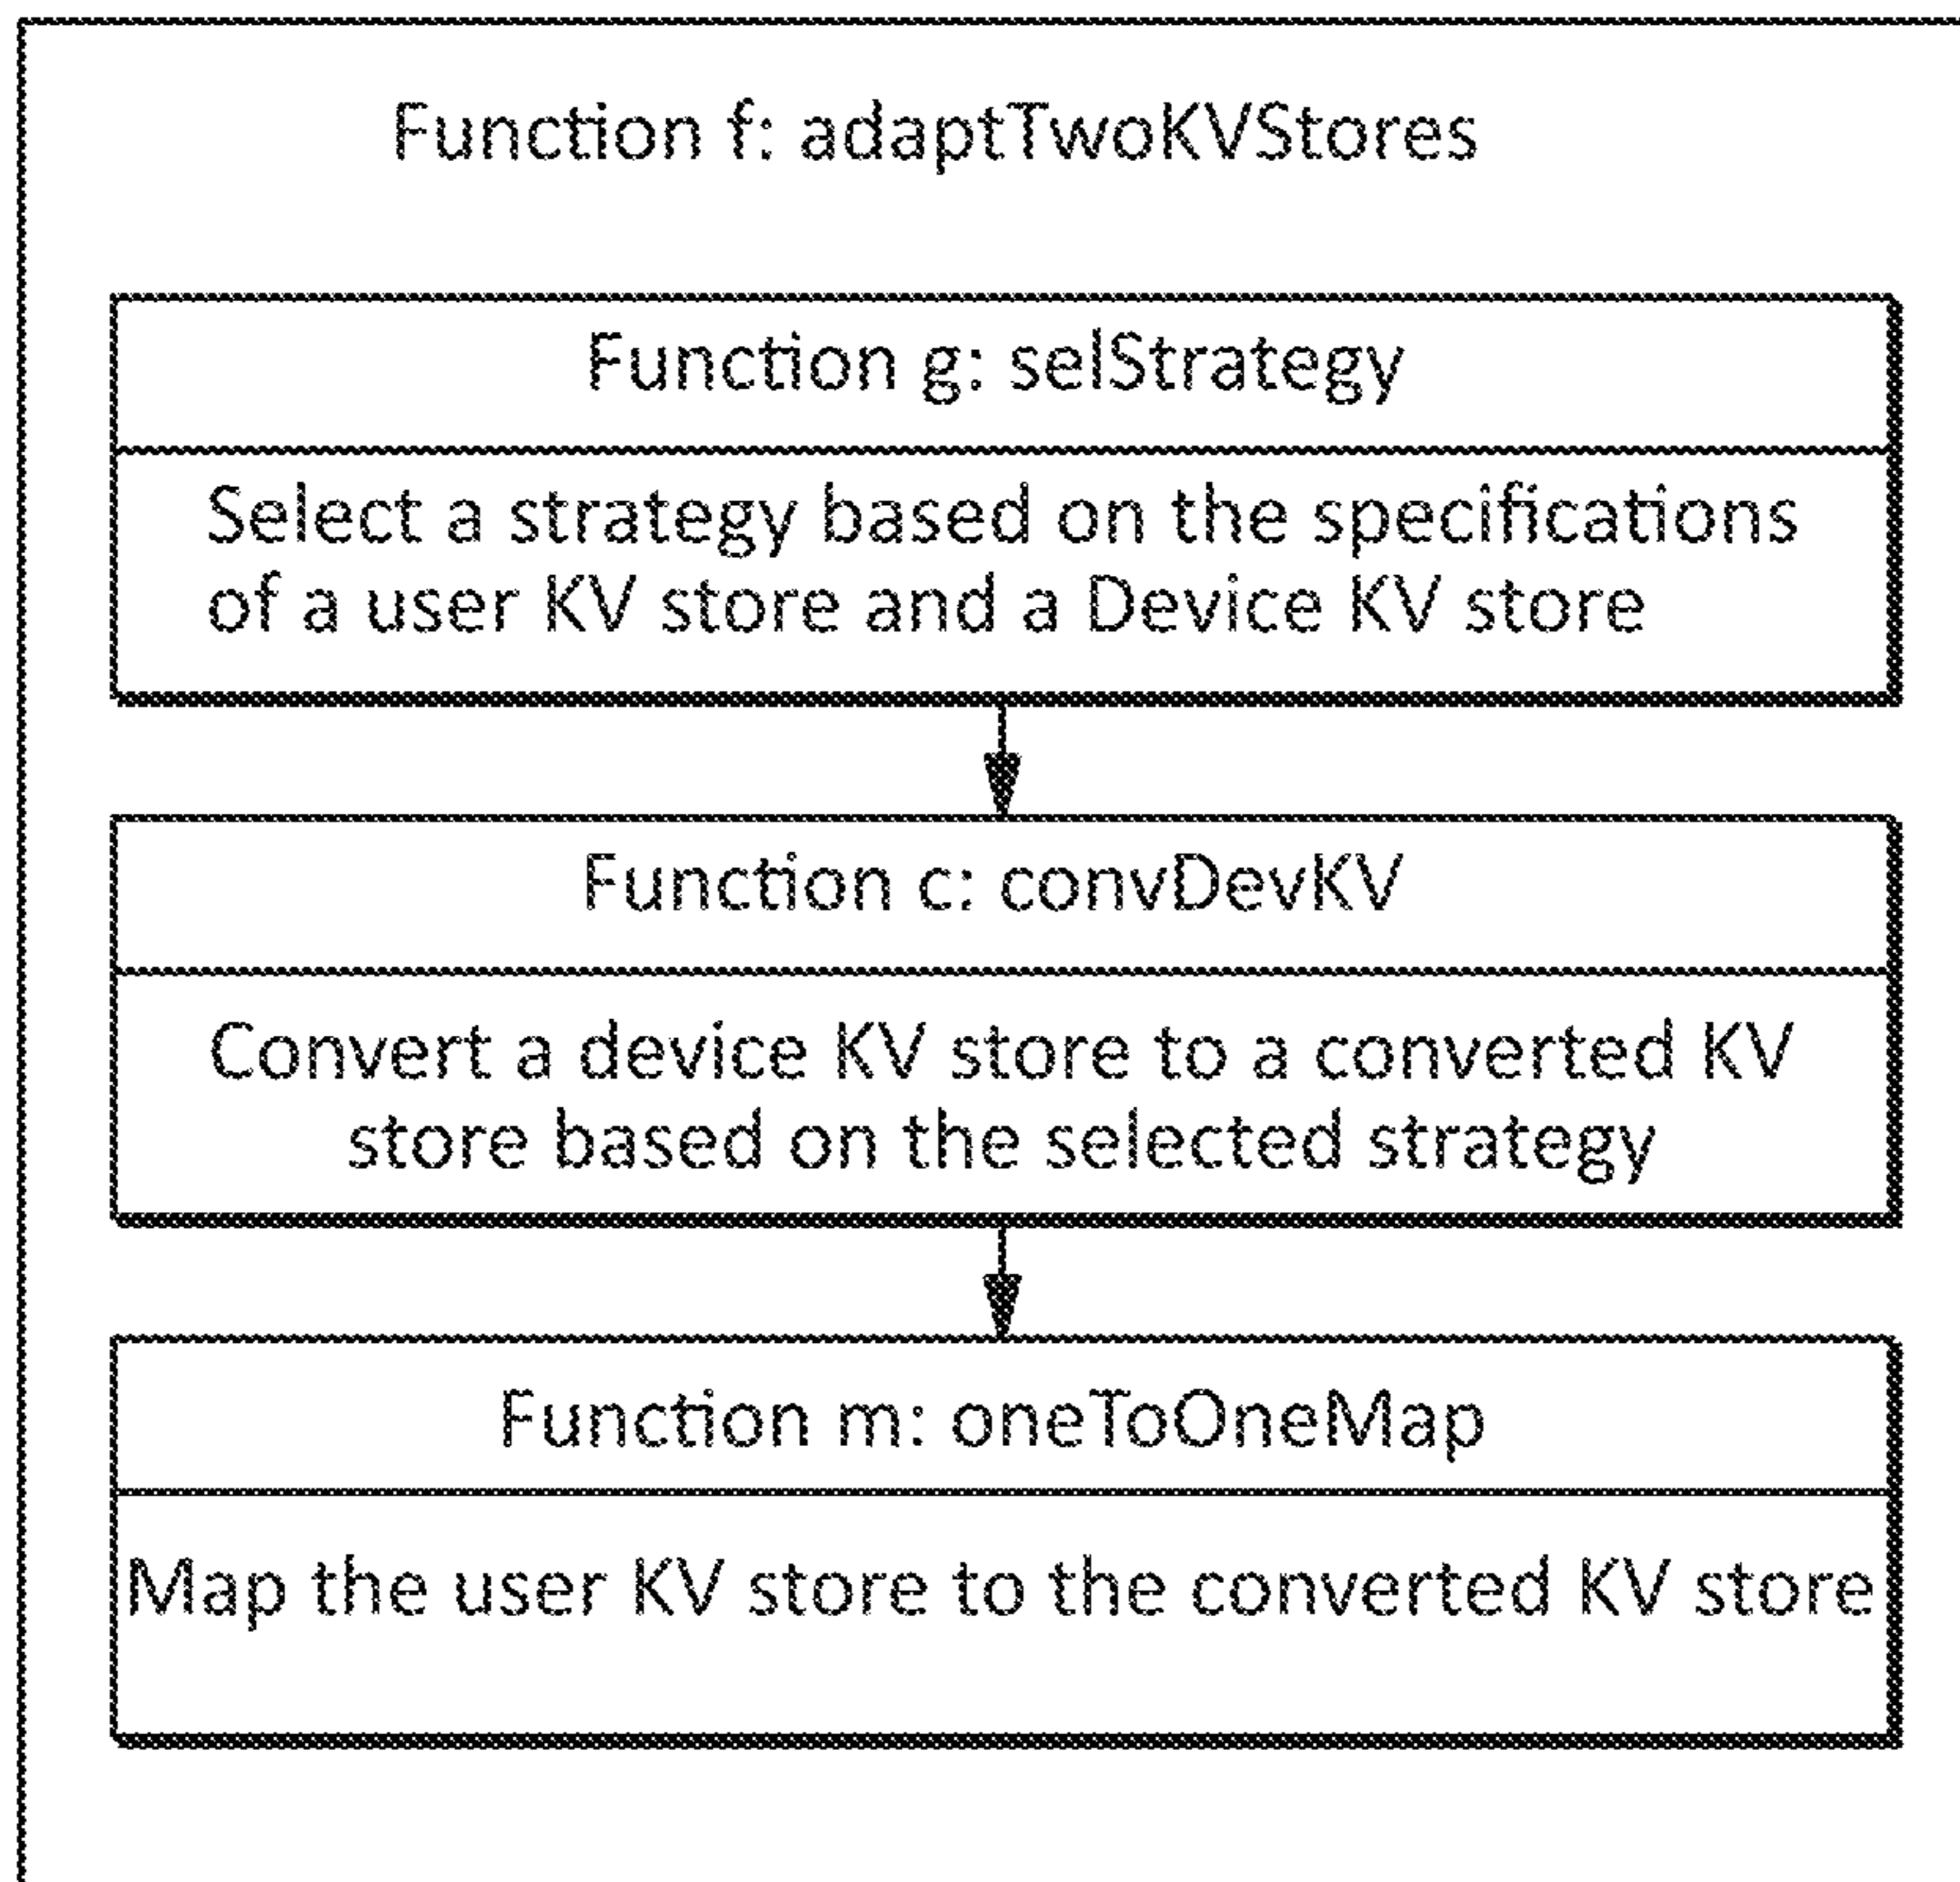 Function f: adaptTwoKVStores
Function g: selStrategy
Select a strategy based on the specifications
of a user KV store and a Device KV store
Function c: convDevKV
Convert a device KV store to a converted KV
store based on the selected strategy
Function m: oneToOneMap
Map the user KV store to the converted KV store